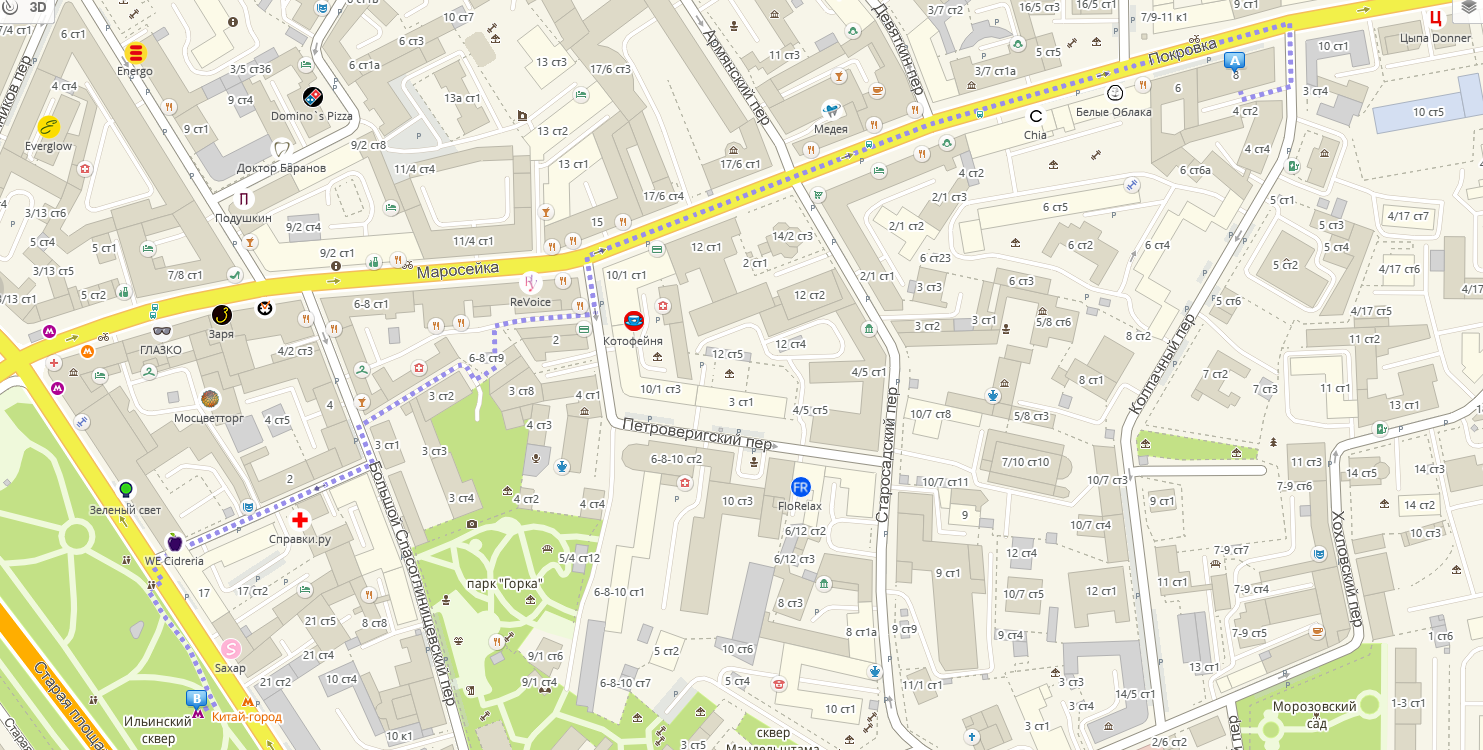 3D
10 ст7
16/5 ст3
3/7 ст2
16/5 ст1
7/9-11 к1
9 ст1
7/4 ст1
6 ст1
6 ст3
Армянский пер
Девяткин пер
Покровка
Цыпа Donner
10 ст1
Energo
3/5 ст36
6 ст1а
17/6 ст3
5 ст5
3/7 ст1а
A
8
6
3 ст4
4 ст4
9 ст4
13а ст1
Domino`s Pizza
Белые Облака
4 ст2
10 ст5
Everglow
9 ст1
9/2 ст8
13 ст2
Медея
Chia
4 ст4
Доктор Баранов
11/4 ст4
13 ст1
17/6 ст1
4 ст2
6 ст6а
17/6 ст4
2/1 ст3
Подушкин
3/13 ст6
9/2 ст4
15
6 ст5
5 ст1
4/17 ст7
5 ст4
5 ст1
11/4 ст1
14/2 ст3
2/1 ст2
12 ст1
6 ст2
6 ст4
5 ст4
9/2 ст1
2 ст1
6 ст23
5 ст2
3/13 ст5
7/8 ст1
Маросейка
10/1 ст1
2/1 ст1
4/17 ст6
3/13 ст1
5 ст2
6-8 ст1
ReVoice
12 ст2
3 ст3
5 ст6
4/17 ст5
Заря
3 ст2
3 ст1
5/8 ст6
8 ст2
11 ст2
ГЛАЗКО
4/2 ст3
2
Котофейня
12 ст5
12 ст4
6-8 ст9
4/5 ст1
7 ст2
8 ст1
7 ст1
11 ст1
3 ст2
3 ст8
10/1 ст3
3 ст1
4/5 ст5
Колпачный пер
13 ст1
Мосцветторг
4
4 ст1
10/7 ст8
5/8 ст3
4 ст5
4 ст3
Петроверигский пер
3 ст1
3 ст3
6-8-10 ст2
Старосадский пер
7/10 ст10
11 ст3
14 ст5
14 ст3
2
Большой Спасоглинищевский пер
FR
10/7 ст11
10/7 ст3
7-9 ст6
3 ст4
4 ст2
4 ст4
10 ст3
FloRelax
9
9 ст1
14 ст2
Зеленый свет
6/12 ст2
10/7 ст4
Хохловский пер
10 ст3
Справки.ру
WE Cidreria
5/4 ст12
6/12 ст3
12 ст4
7-9 ст7
парк "Горка"
9 ст1
11 ст1
17
17 ст2
6-8-10 ст1
8 ст3
10/7 ст5
12 ст1
7-9 ст4
21 ст5
8 ст8
8 ст1а
9 ст9
9 ст4
7-9 ст5
1 ст6
Сахар
21 ст4
9/1 ст6
5 ст2
10 ст6
13 ст1
Старая площадь
21 ст2
10 ст4
9/1 ст4
6-8-10 ст7
5 ст4
11/1 ст1
14/5 ст1
1-3 ст1
B
Ильинский
сквер
Китай-город
10 ст1
3 ст1
Морозовский
сад
10 к1
3 ст5
сквер
Мандельштама
2/6 ст2